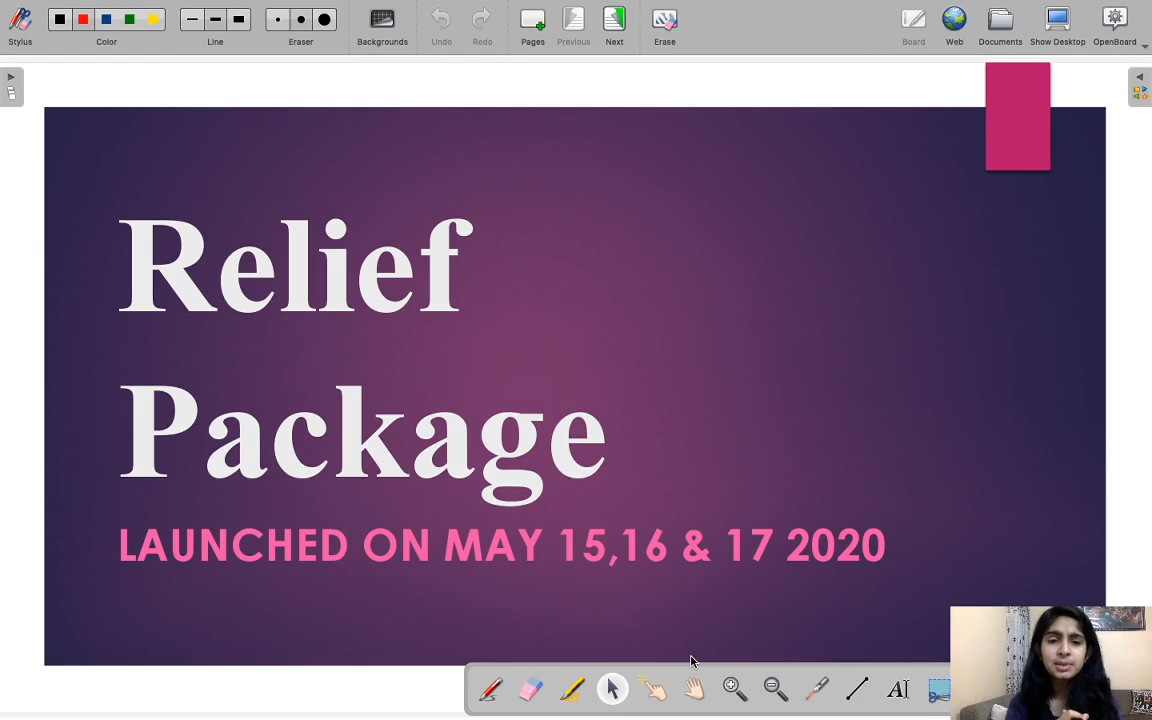 Stylus Color Line Eraser Backgrounds Undo Redo Pages Previous Next Erase Board Web Documents Show Desktop OpenBoard
Relief
Package
LAUNCHED ON MAY 15,16 & 17 2020
AI